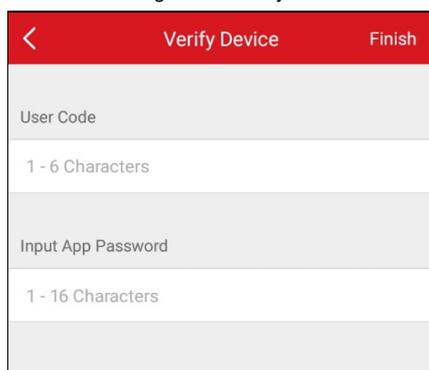 Verify Device
Finish
User Code
1 - 6 Characters
Input App Password
1 - 16 Characters